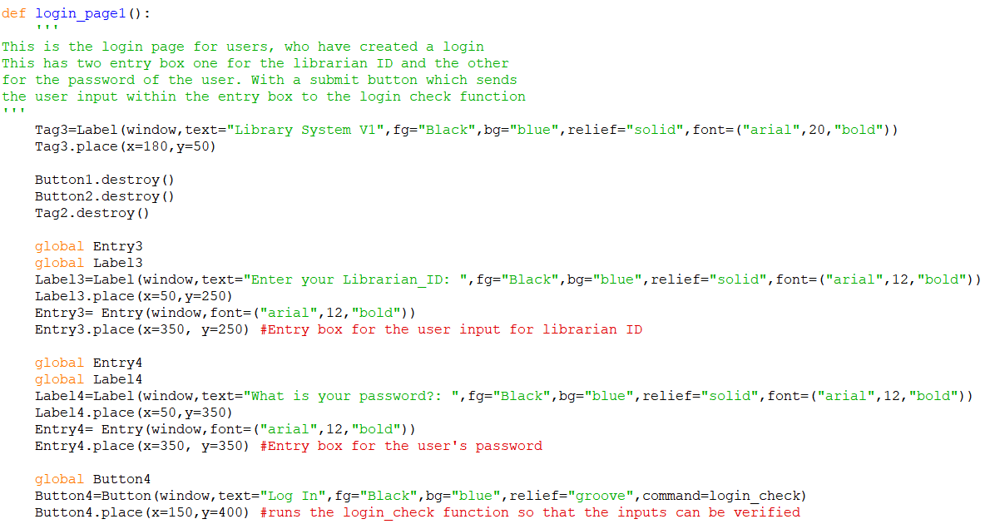 def login_page1():
    '''
This is the login page for users, who have created a login
This has two entry box one for the librarian ID and the other
for the password of the user. With a submit button which sends
the user input within the entry box to the login check function
'''
    Tag3=Label(window,text="Library System V1",fg="Black",bg="blue",relief="solid",font=("arial",20,"bold"))
    Tag3.place(x=180,y=50)

    Button1.destroy()
    Button2.destroy()
    Tag2.destroy()

    global Entry3
    global Label3
    Label3=Label(window,text="Enter your Librarian_ID: ",fg="Black",bg="blue",relief="solid",font=("arial",12,"bold"))
    Label3.place(x=50,y=250)
    Entry3= Entry(window,font=("arial",12,"bold"))
    Entry3.place(x=350, y=250) #Entry box for the user input for librarian ID

    global Entry4
    global Label4
    Label4=Label(window,text="What is your password?: ",fg="Black",bg="blue",relief="solid",font=("arial",12,"bold"))
    Label4.place(x=50,y=350)
    Entry4= Entry(window,font=("arial",12,"bold"))
    Entry4.place(x=350, y=350) #Entry box for the user's password

    global Button4
    Button4=Button(window,text="Log In",fg="Black",bg="blue",relief="groove",command=login_check)
    Button4.place(x=150,y=400) #runs the login_check function so that the inputs can be verified